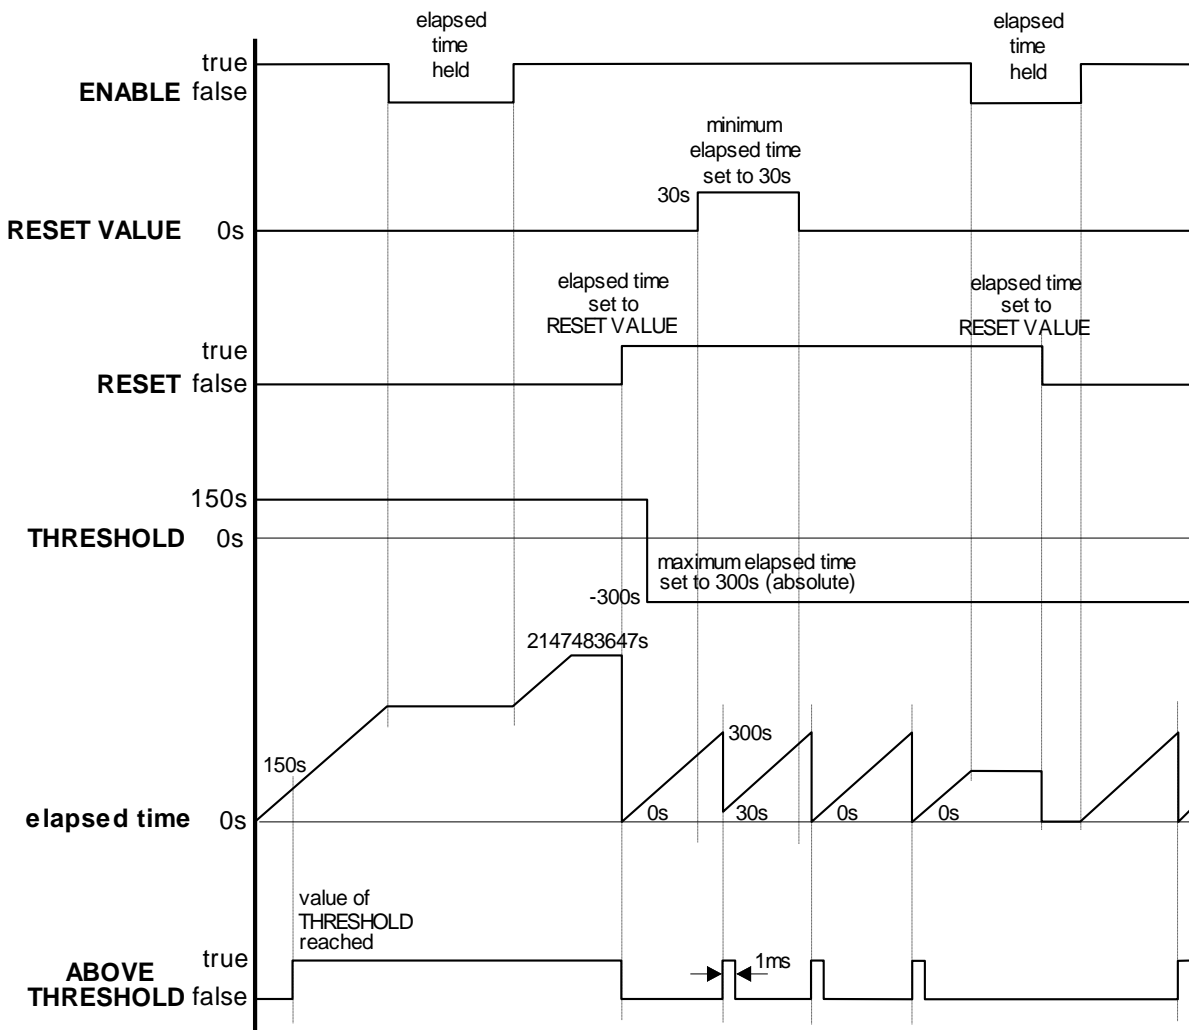 elapsed
time
held
elapsed
time
held
true
ENABLE false
minimum
elapsed time
set to 30s
30s
RESET VALUE 0s
elapsed time
set to
RESET VALUE
elapsed time
set to
RESET VALUE
true
RESET false
150s
THRESHOLD 0s
maximum elapsed time
set to 300s (absolute)
-300s
2147483647s
150s
300s
elapsed time 0s
0s
30s
0s
0s
value of
THRESHOLD
reached
true
ABOVE
THRESHOLD false
1ms